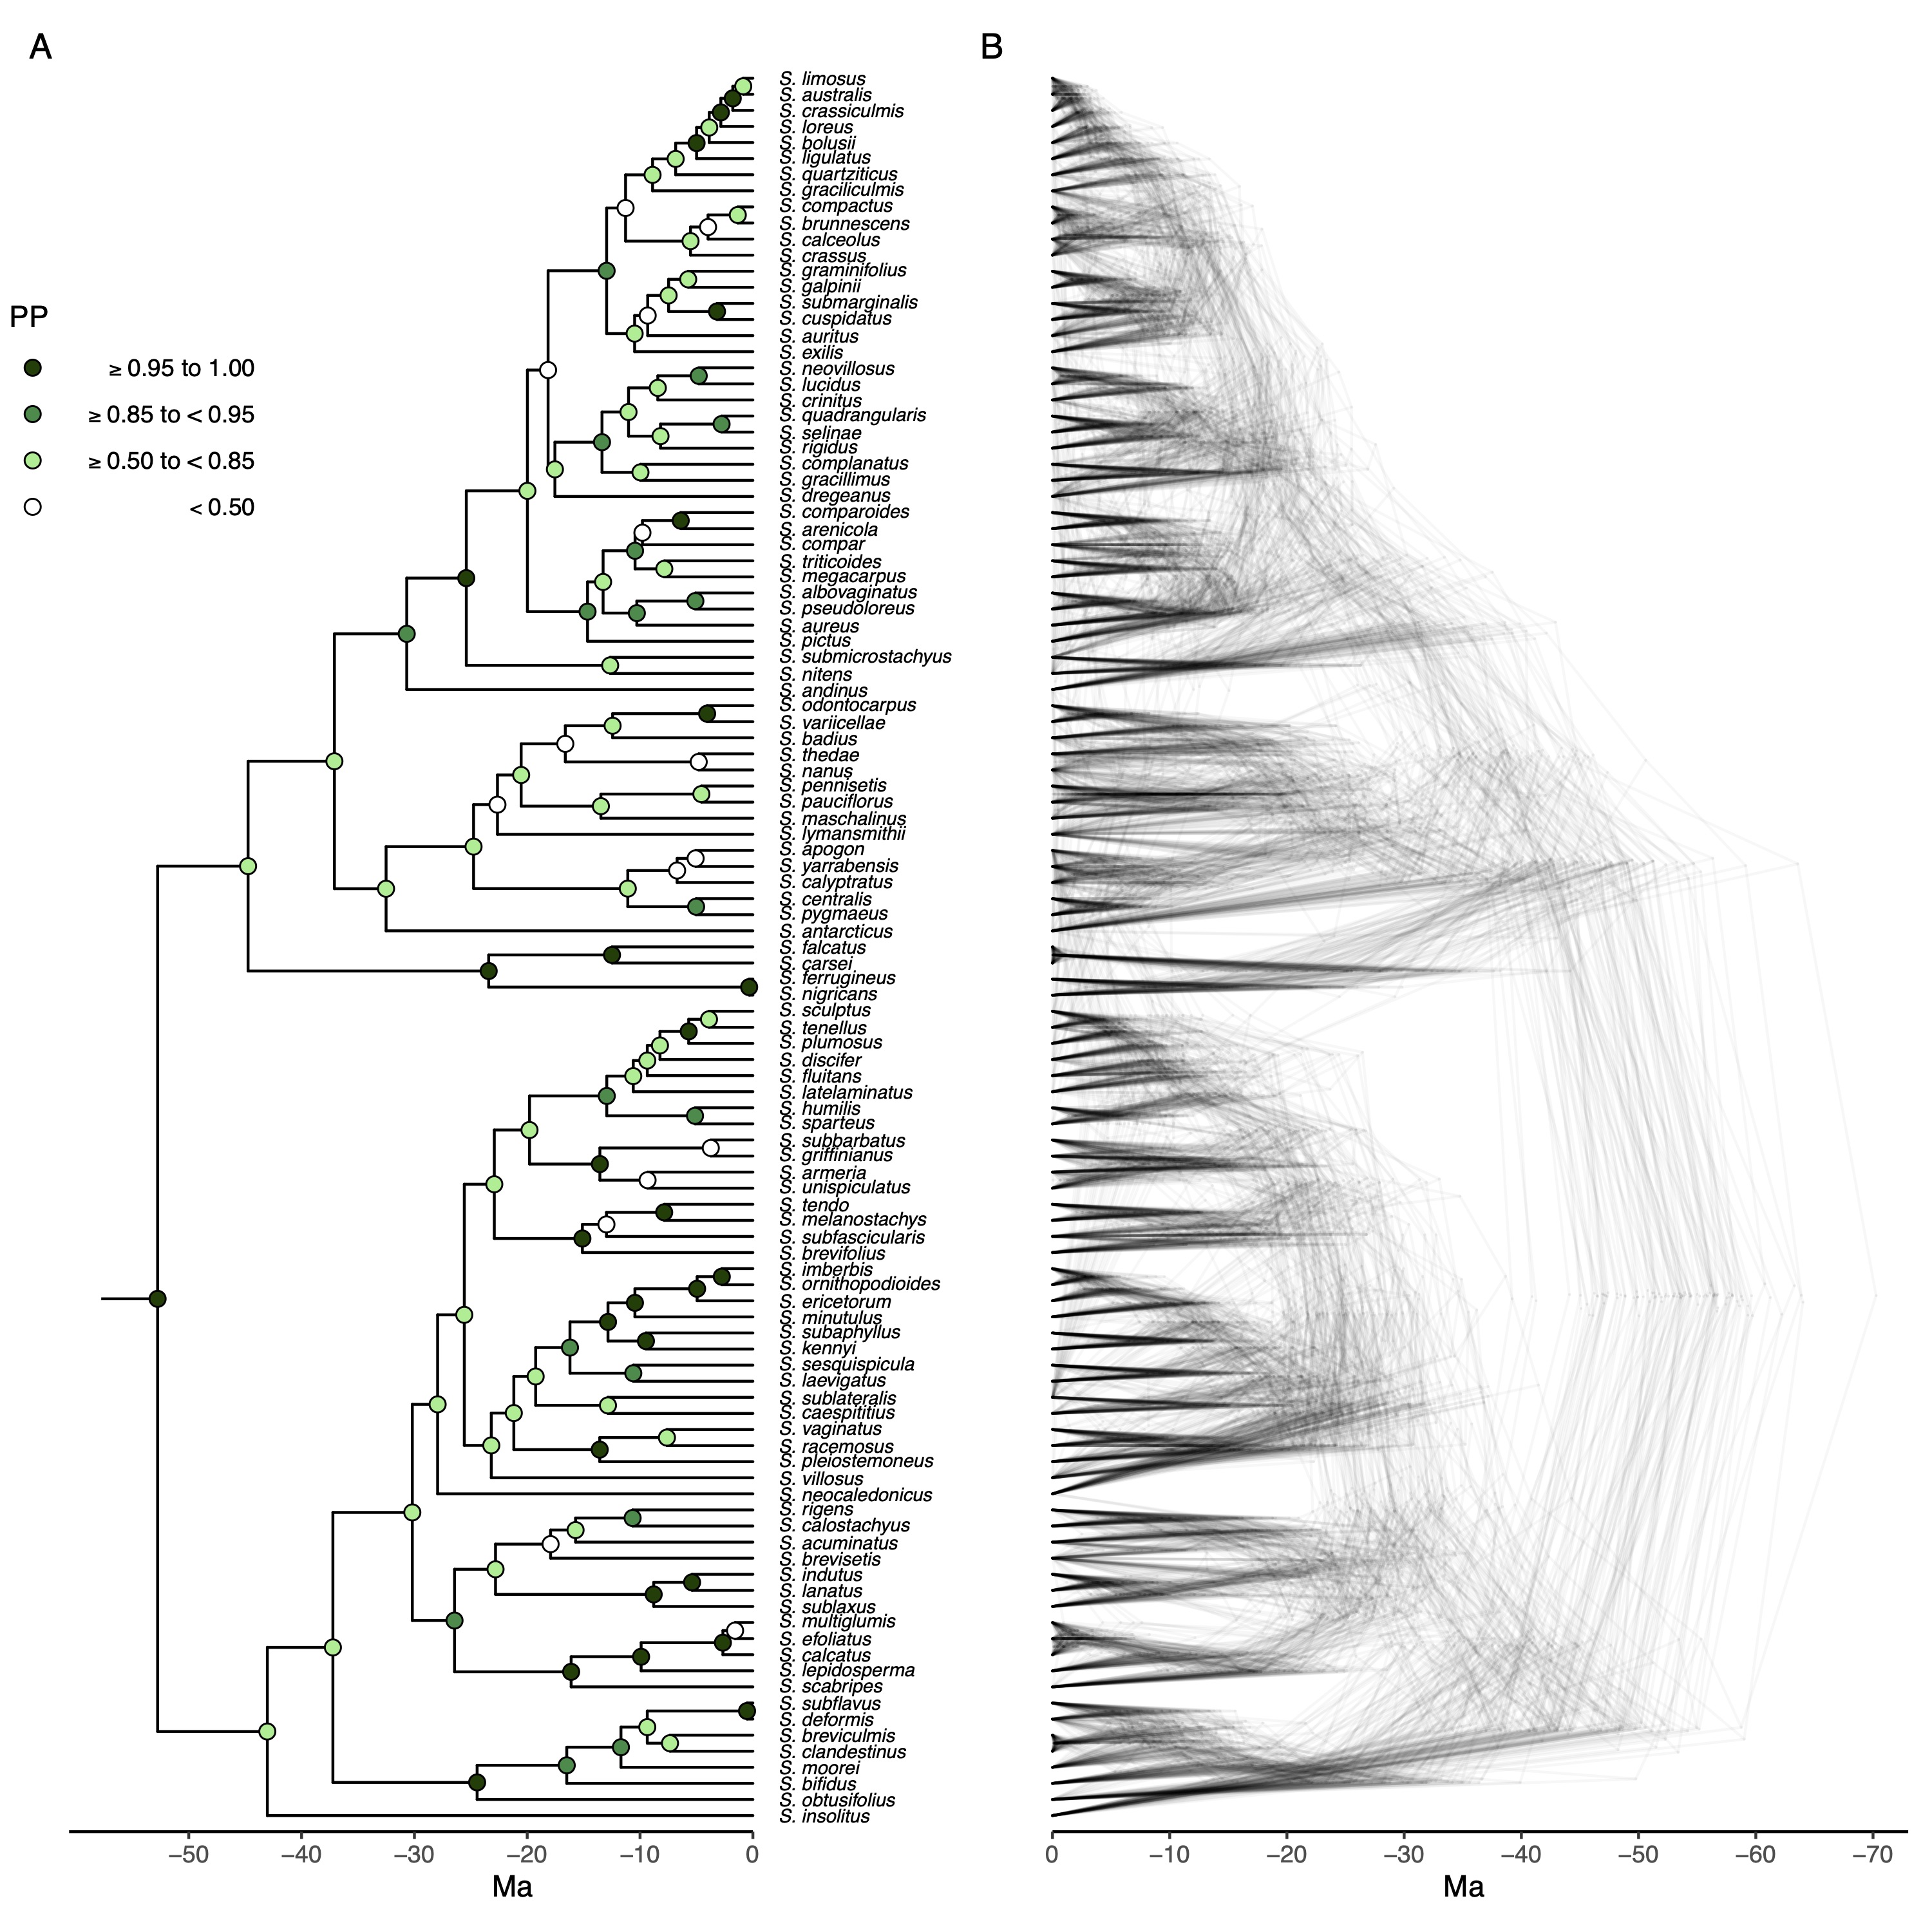 A
B
PP
≥ 0.95 to 1.00
≥ 0.85 to < 0.95
≥ 0.50 to < 0.85
< 0.50
S. limosus
S. australis
S. crassiculmis
S. loreus
S. bolusii
S. ligulatus
S. quartziticus
S. graciliculmis
S. compactus
S. brunnescens
S. calceolus
S. crassus
S. graminifolius
S. galpinii
S. submarginalis
S. cuspidatus
S. auritus
S. exilis
S. neovillosus
S. lucidus
S. crinitus
S. quadrangularis
S. selinae
S. rigidus
S. complanatus
S. gracillimus
S. dregeanus
S. comparoides
S. arenicola
S. compar
S. triticoides
S. megacarpus
S. albovaginatus
S. pseudoloreus
S. aureus
S. pictus
S. submicrostachyus
S. nitens
S. andinus
S. odontocarpus
S. variicellae
S. badius
S. thedae
S. nanus
S. pennisetis
S. pauciflorus
S. maschalinus
S. lymansmithii
S. apogon
S. yarrabensis
S. calyptratus
S. centralis
S. pygmaeus
S. antarcticus
S. falcatus
S. carsei
S. ferrugineus
S. nigricans
S. sculptus
S. tenellus
S. plumosus
S. discifer
S. fluitans
S. latelaminatus
S. humilis
S. sparteus
S. subbarbatus
S. griffinianus
S. armeria
S. unispiculatus
S. tendo
S. melanostachys
S. subfascicularis
S. brevifolius
S. imberbis
S. ornithopodioides
S. ericetorum
S. minutulus
S. subaphyllus
S. kennyi
S. sesquispicula
S. laevigatus
S. sublateralis
S. caespititius
S. vaginatus
S. racemosus
S. pleiostemoneus
S. villosus
S. neocaledonicus
S. rigens
S. calostachyus
S. acuminatus
S. brevisetis
S. indutus
S. lanatus
S. sublaxus
S. multiglumis
S. efoliatus
S. calcatus
S. lepidosperma
S. scabripes
S. subflavus
S. deformis
S. breviculmis
S. clandestinus
S. moorei
S. bifidus
S. obtusifolius
S. insolitus
−50 −40 −30 −20 −10 0
Ma
0 −10 −20 −30 −40 −50 −60 −70
Ma